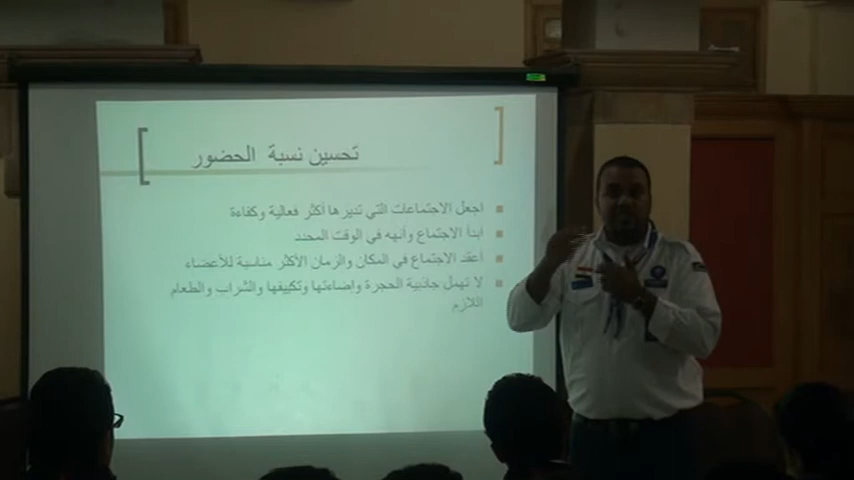 تحسين نسبة الحضور
اجعل الاجتماعات التي تديرها أكثر فعالية وكفاءة
أبدأ الاجتماع وأنهه في الوقت المحدد
أعقد الاجتماع في المكان والزمان الأكثر مناسبة للأعضاء
لا تهمل جاذبية الحجرة وإضاءتها وتكييفها والشراب والطعام
اللازم